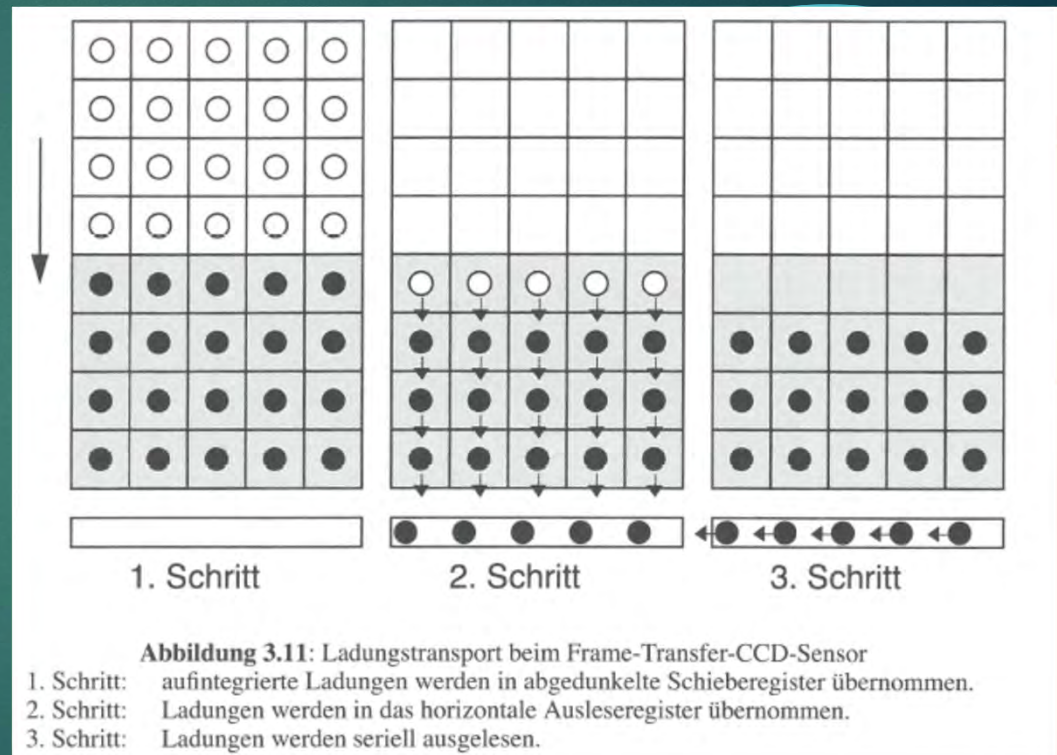 1. Schritt
2. Schritt
3. Schritt
Abbildung 3.11: Ladungstransport beim Frame-Transfer-CCD-Sensor
1. Schritt: aufintegrierte Ladungen werden in abgedunkelte Schieberegister übernommen.
2. Schritt: Ladungen werden in das horizontale Ausleseregister übernommen.
3. Schritt: Ladungen werden seriell ausgelesen.